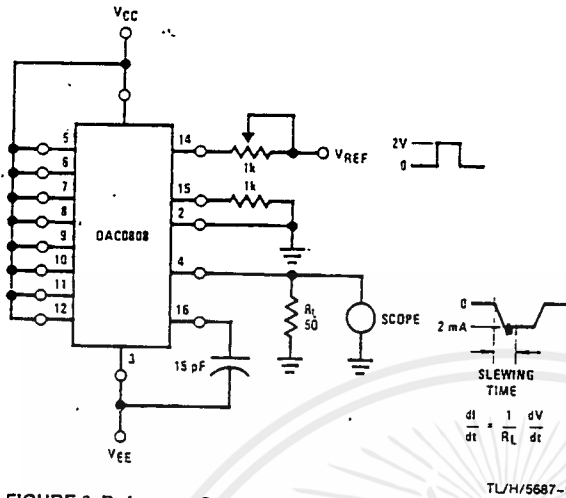 VCC
5
6
7
8
9
10
11
12
DAC0808
14
1k
VREF
15
1k
2
4
16
3
15 pF
VEE
RL
50
SCOPE
2V
0
0
2 mA
SLEWING
TIME
dI/dt = 1/RL dV/dt
TL/H/5687-